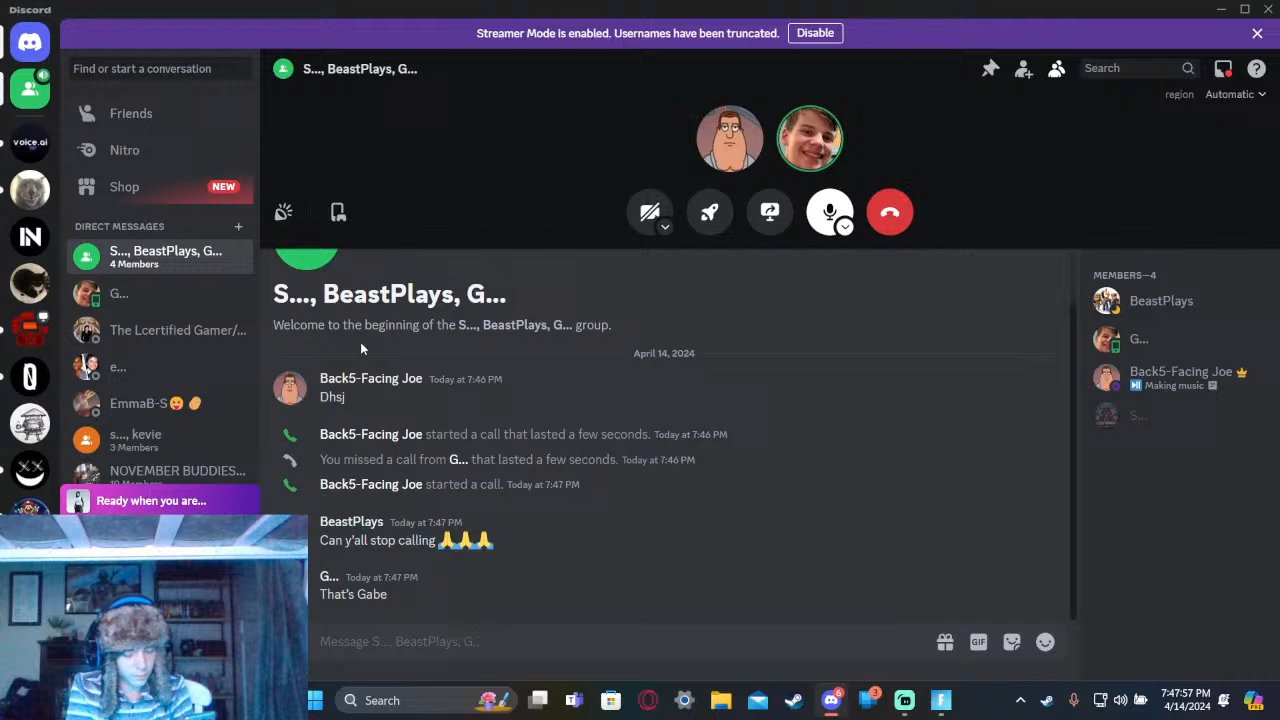 Discord
Streamer Mode is enabled. Usernames have been truncated. Disable
Find or start a conversation
S..., BeastPlays, G...
Search
region Automatic
Friends
Nitro
Shop NEW
DIRECT MESSAGES
S..., BeastPlays, G...
4 Members
G...
The Lcertified Gamer/...
e...
EmmaB-S😝 🥔
s..., kevie
3 Members
NOVEMBER BUDDIES...
Ready when you are...
voice.ai
IN
S..., BeastPlays, G...
Welcome to the beginning of the S..., BeastPlays, G... group.
April 14, 2024
Back5-Facing Joe Today at 7:46 PM
Dhsj
Back5-Facing Joe started a call that lasted a few seconds. Today at 7:46 PM
You missed a call from G... that lasted a few seconds. Today at 7:46 PM
Back5-Facing Joe started a call. Today at 7:47 PM
BeastPlays Today at 7:47 PM
Can y'all stop calling 🙏🙏🙏
G... Today at 7:47 PM
That's Gabe
Message S..., BeastPlays, G...
GIF
MEMBERS—4
BeastPlays
G...
Back5-Facing Joe
Making music
S...
Search
6
3
7:47:57 PM
4/14/2024